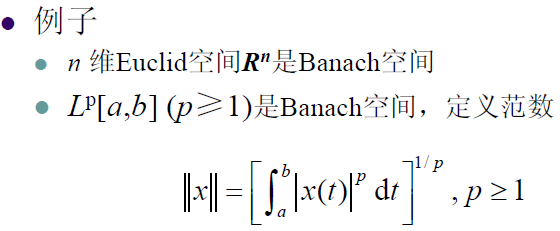 ● 例子
● n 维Euclid空间Rⁿ是Banach空间
● Lᵖ[a,b] (p≥1)是Banach空间，定义范数
‖x‖ = [∫ₐᵇ |x(t)|ᵖ dt]^{1/p} , p ≥ 1